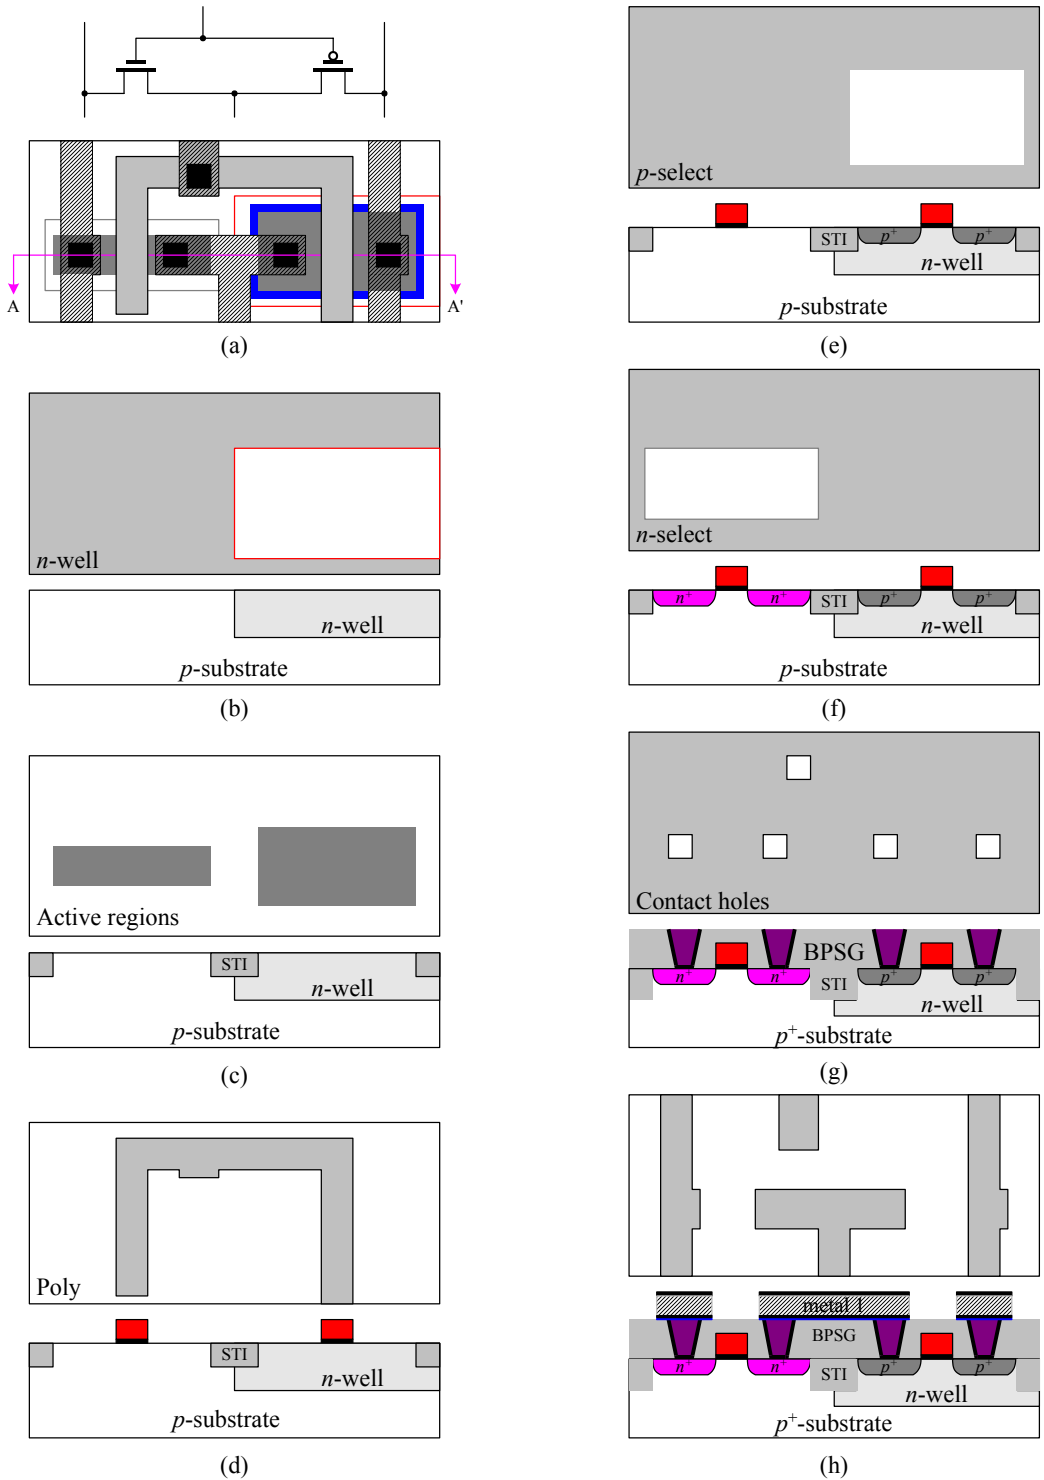 A
A'
(a)
n-well
n-well
p-substrate
(b)
Active regions
STI
n-well
p-substrate
(c)
Poly
STI
n-well
p-substrate
(d)
p-select
STI
p+
p+
n-well
p-substrate
(e)
n-select
n+
n+
STI
p+
p+
n-well
p-substrate
(f)
Contact holes
BPSG
n+
n+
STI
p+
p+
n-well
p+-substrate
(g)
metal 1
BPSG
n+
n+
STI
p+
p+
n-well
p+-substrate
(h)